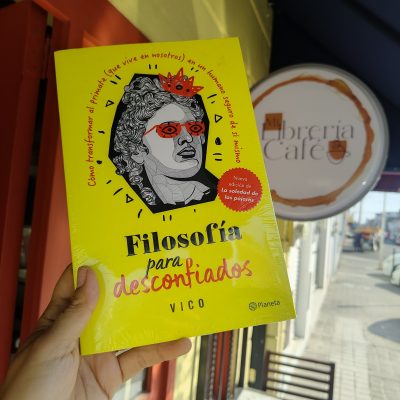 Cómo transformar al primate (que vive en nosotros) en un humano seguro de sí mismo
Nueva
edición de
La soledad de
los poetas
Filosofía
para
desconfiados
VICO
Planeta
Mi
Librería
Café